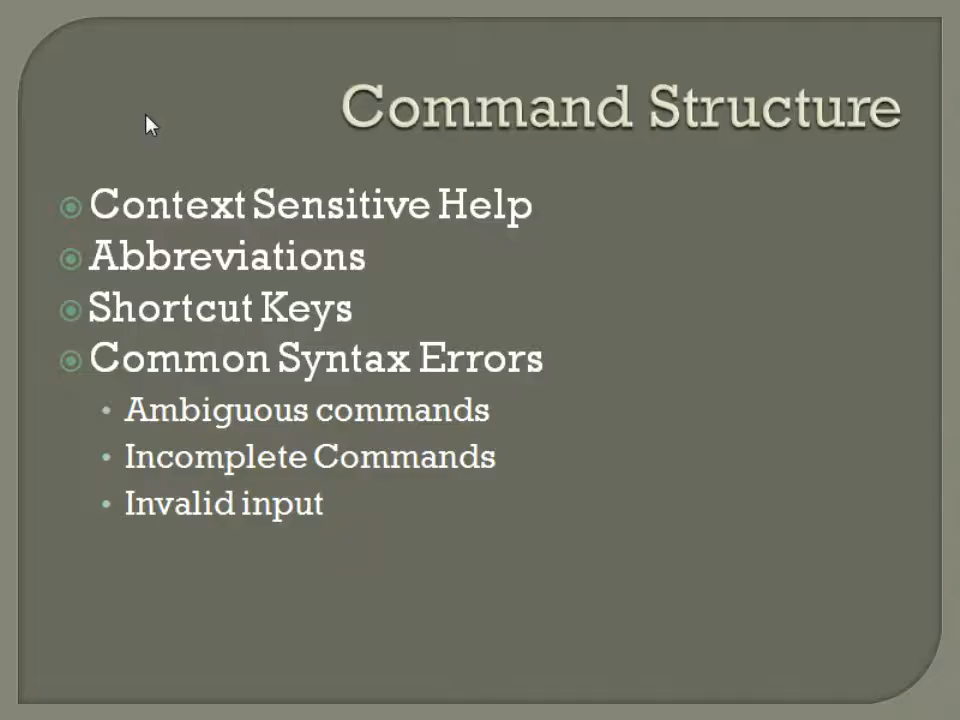 Command Structure
Context Sensitive Help
Abbreviations
Shortcut Keys
Common Syntax Errors
Ambiguous commands
Incomplete Commands
Invalid input